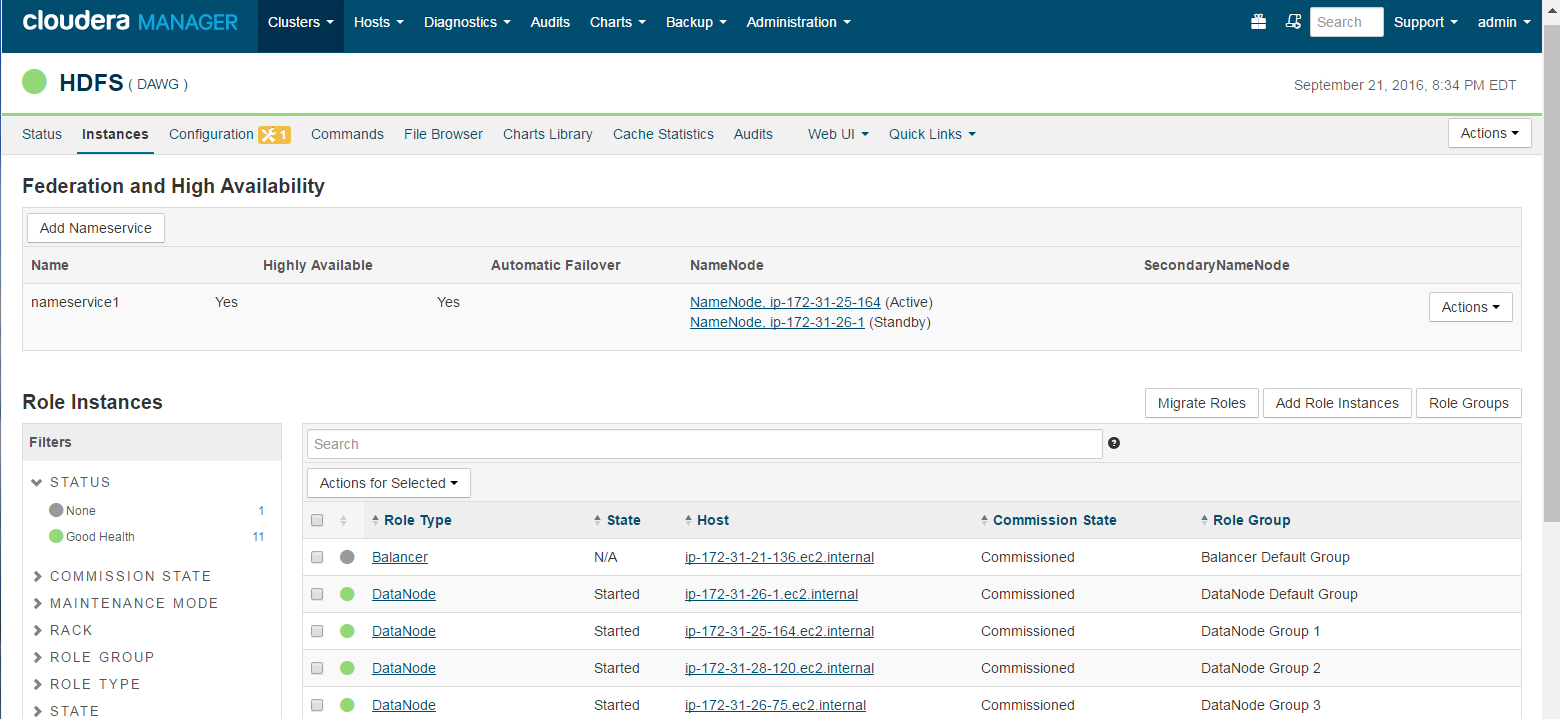 cloudera MANAGER Clusters Hosts Diagnostics Audits Charts Backup Administration Search Support admin
HDFS ( DAWG ) September 21, 2016, 8:34 PM EDT
Status Instances Configuration 1 Commands File Browser Charts Library Cache Statistics Audits Web UI Quick Links Actions
Federation and High Availability
Add Nameservice
Name Highly Available Automatic Failover NameNode SecondaryNameNode
nameservice1 Yes Yes NameNode, ip-172-31-25-164 (Active) Actions
NameNode, ip-172-31-26-1 (Standby)
Role Instances Migrate Roles Add Role Instances Role Groups
Filters Search ?
STATUS Actions for Selected
None 1
Good Health 11
COMMISSION STATE
MAINTENANCE MODE
RACK
ROLE GROUP
ROLE TYPE
STATE
Role Type State Host Commission State Role Group
Balancer N/A ip-172-31-21-136.ec2.internal Commissioned Balancer Default Group
DataNode Started ip-172-31-26-1.ec2.internal Commissioned DataNode Default Group
DataNode Started ip-172-31-25-164.ec2.internal Commissioned DataNode Group 1
DataNode Started ip-172-31-28-120.ec2.internal Commissioned DataNode Group 2
DataNode Started ip-172-31-26-75.ec2.internal Commissioned DataNode Group 3